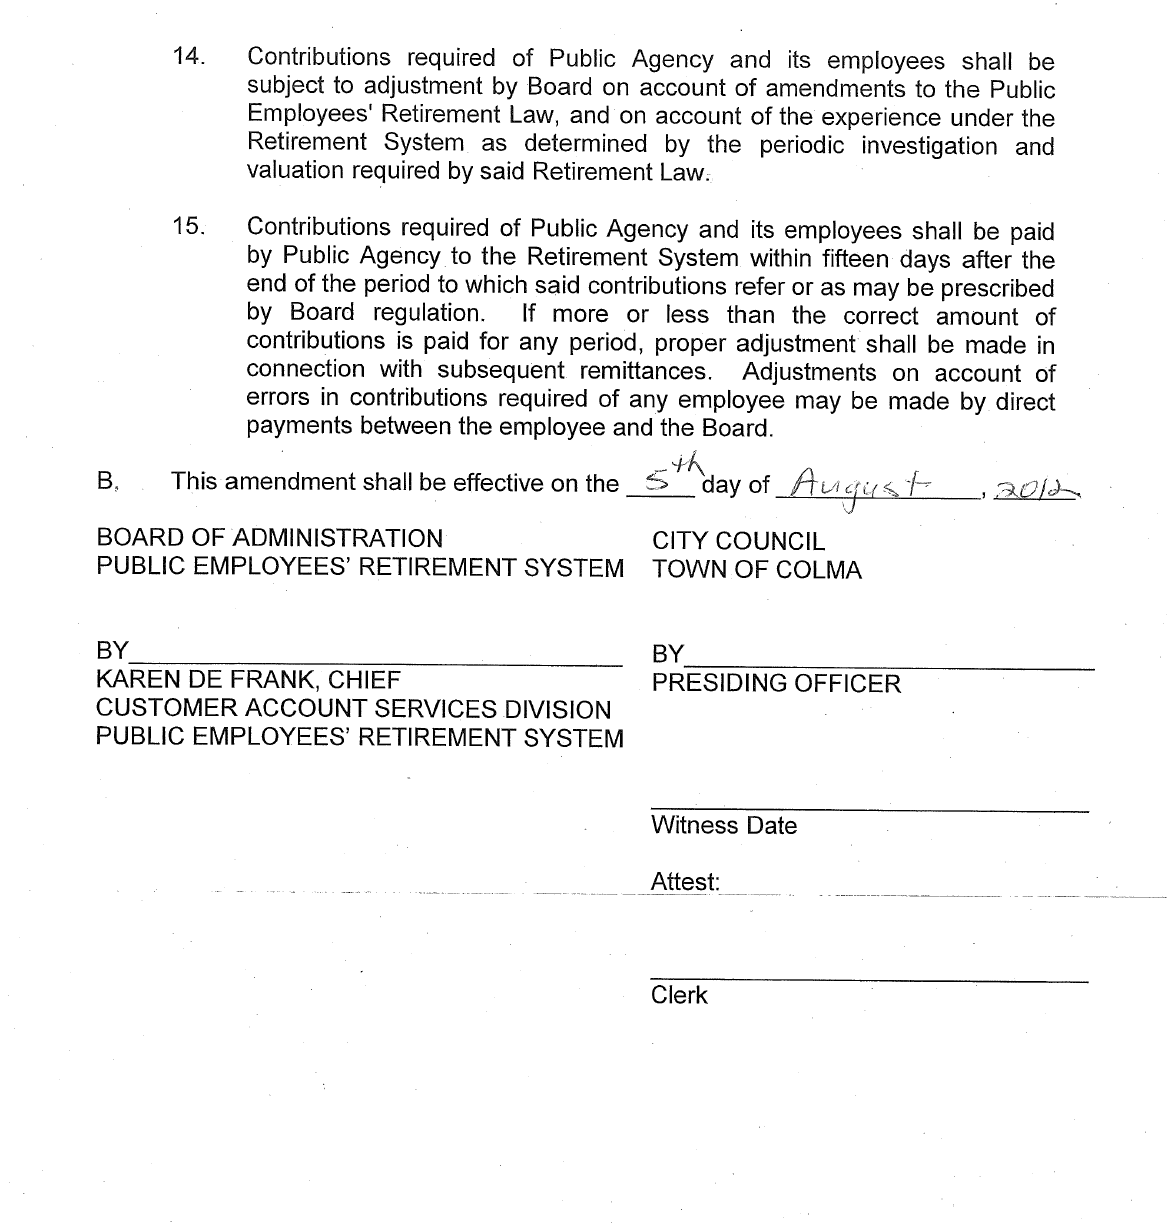 14. Contributions required of Public Agency and its employees shall be
subject to adjustment by Board on account of amendments to the Public
Employees' Retirement Law, and on account of the experience under the
Retirement System as determined by the periodic investigation and
valuation required by said Retirement Law.
15. Contributions required of Public Agency and its employees shall be paid
by Public Agency to the Retirement System within fifteen days after the
end of the period to which said contributions refer or as may be prescribed
by Board regulation. If more or less than the correct amount of
contributions is paid for any period, proper adjustment shall be made in
connection with subsequent remittances. Adjustments on account of
errors in contributions required of any employee may be made by direct
payments between the employee and the Board.
B. This amendment shall be effective on the 5th day of August, 2012.
BOARD OF ADMINISTRATION
PUBLIC EMPLOYEES' RETIREMENT SYSTEM
CITY COUNCIL
TOWN OF COLMA
BY
KAREN DE FRANK, CHIEF
CUSTOMER ACCOUNT SERVICES DIVISION
PUBLIC EMPLOYEES' RETIREMENT SYSTEM
BY
PRESIDING OFFICER
Witness Date
Attest:
Clerk